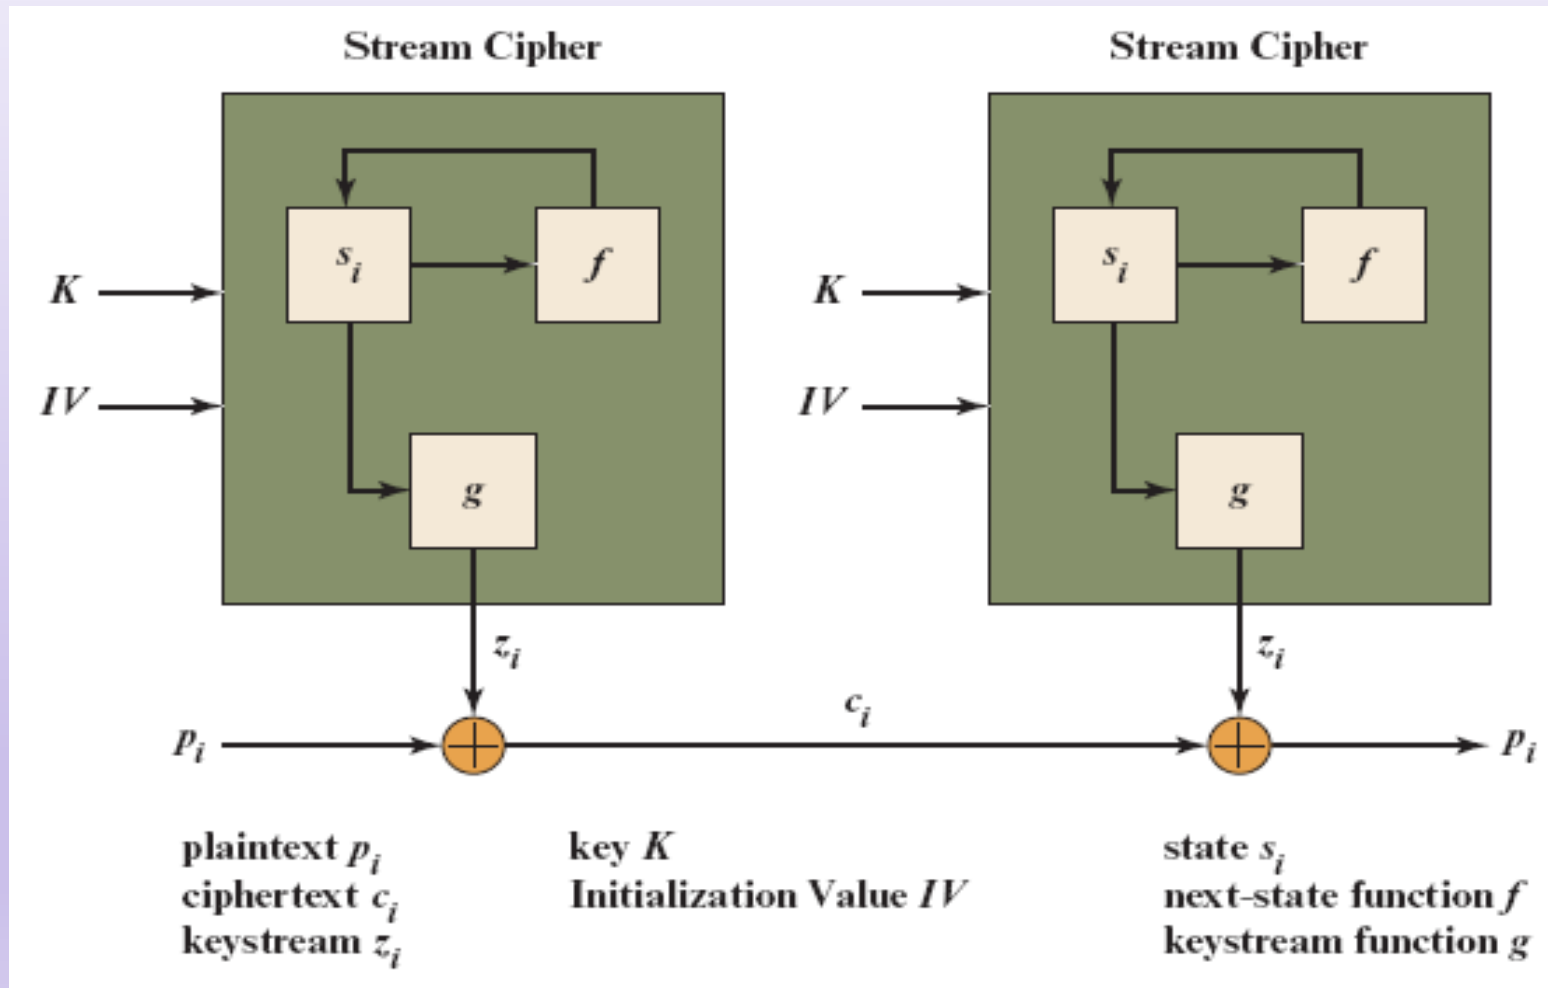 Stream Cipher
Stream Cipher
s_i
f
s_i
f
K
K
IV
IV
g
g
z_i
z_i
c_i
p_i
p_i
plaintext p_i
ciphertext c_i
keystream z_i
key K
Initialization Value IV
state s_i
next-state function f
keystream function g